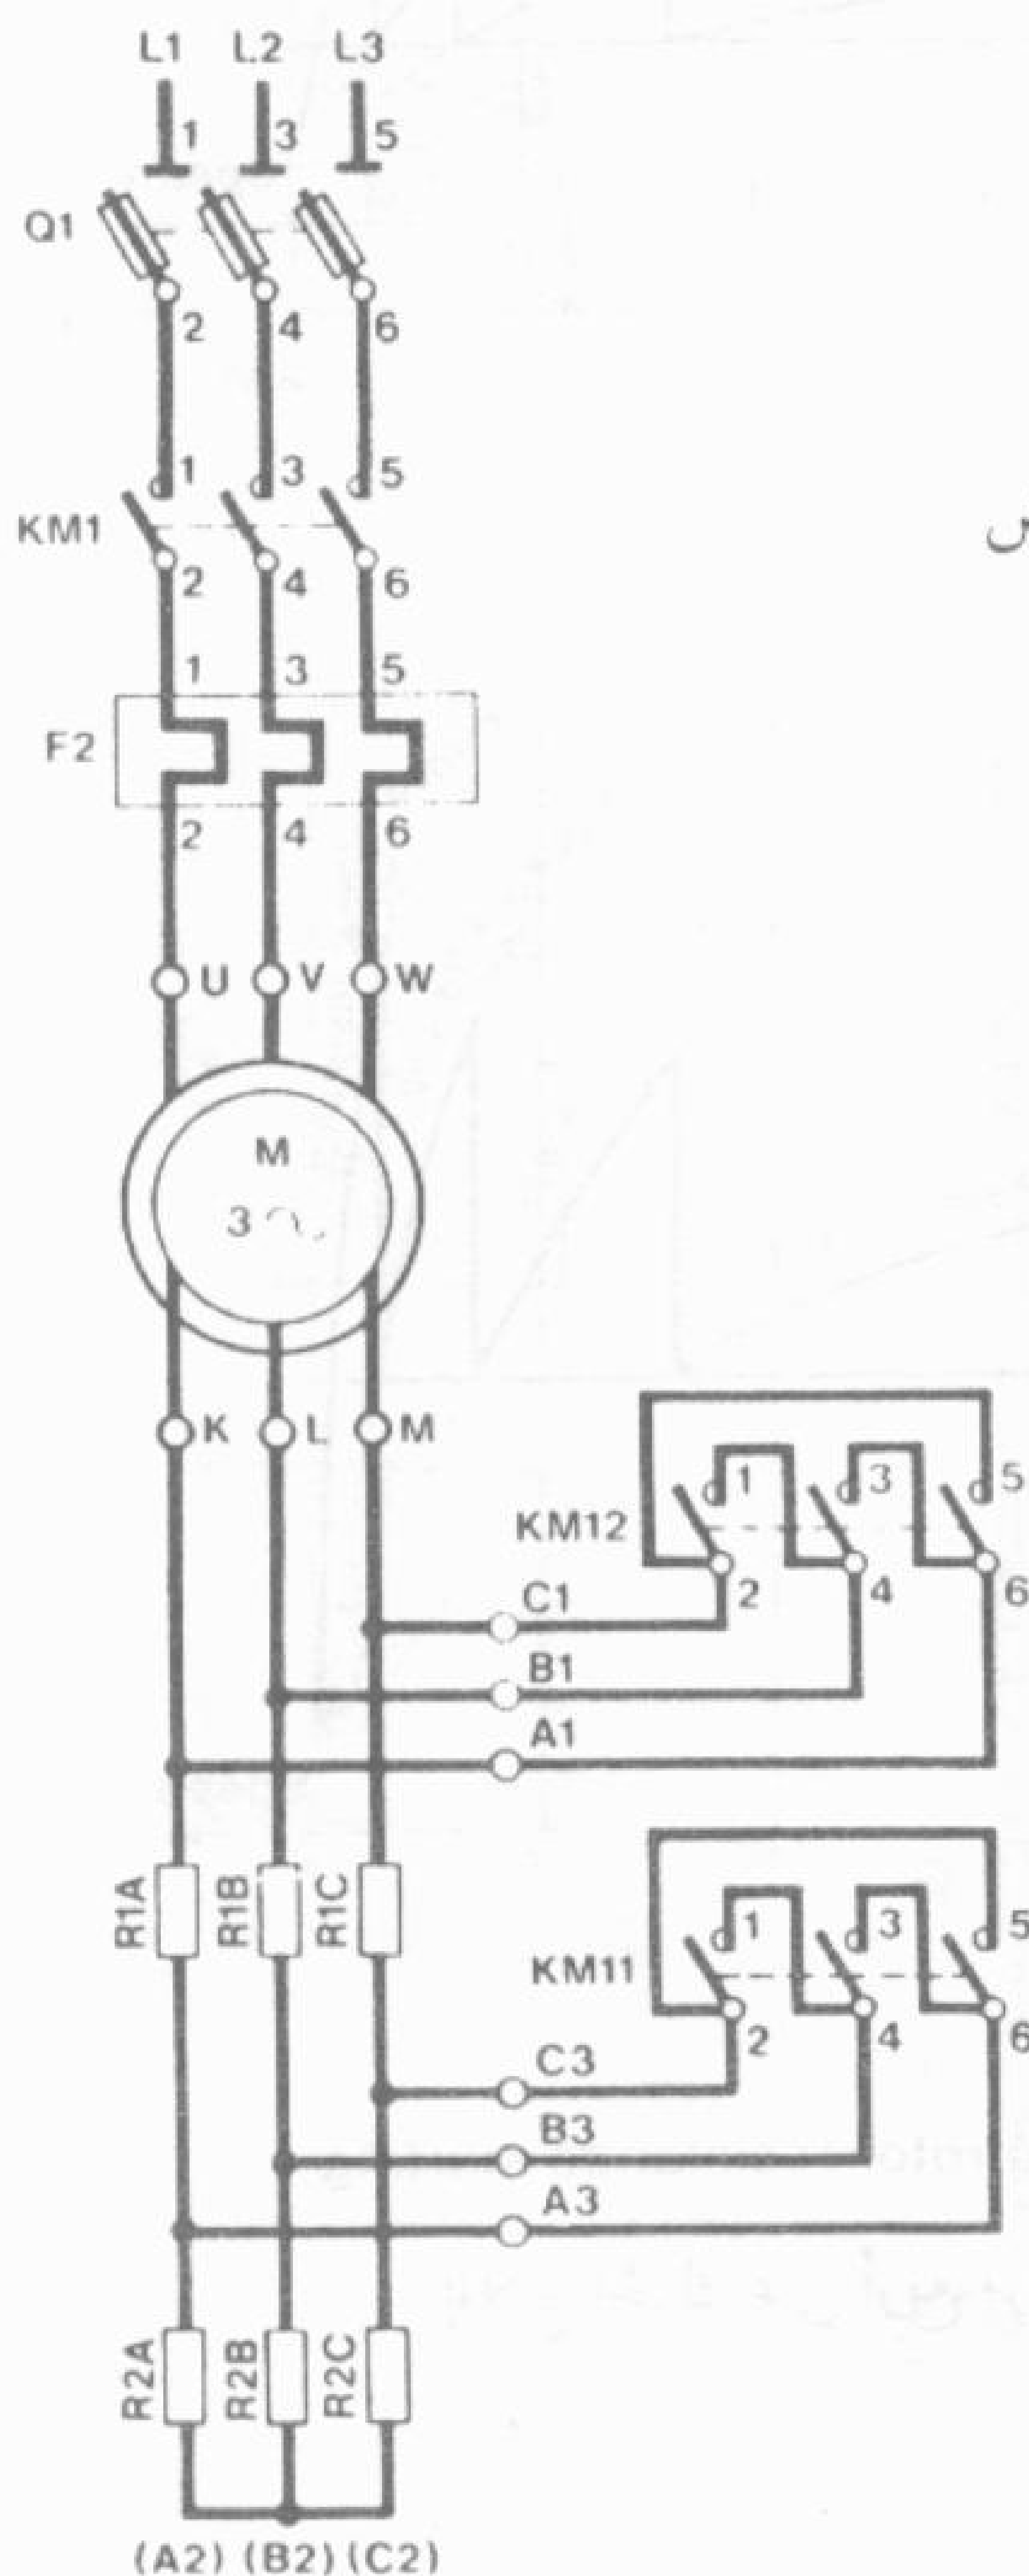 L1 L2 L3
1 3 5
Q1
2 4 6
1 3 5
KM1
2 4 6
1 3 5
F2
2 4 6
U V W
M
3~
K L M
1 3 5
KM12
2 4 6
C1
B1
A1
R1A R1B R1C
1 3 5
KM11
2 4 6
C3
B3
A3
R2A R2B R2C
(A2) (B2) (C2)